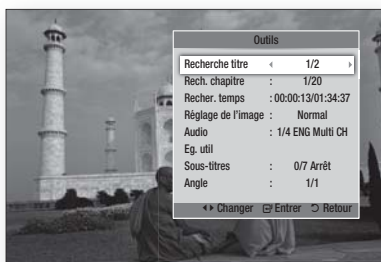 Outils
Recherche titre ◂ 1/2 ▸
Rech. chapitre : 1/20
Recher. temps : 00:00:13/01:34:37
Réglage de l'image : Normal
Audio : 1/4 ENG Multi CH
Eg. util
Sous-titres : 0/7 Arrêt
Angle : 1/1
Changer Entrer Retour